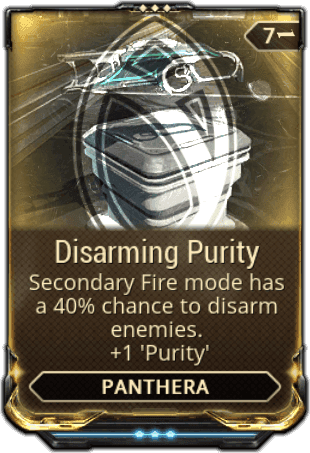 7
Disarming Purity
Secondary Fire mode has
a 40% chance to disarm
enemies.
+1 'Purity'
PANTHERA